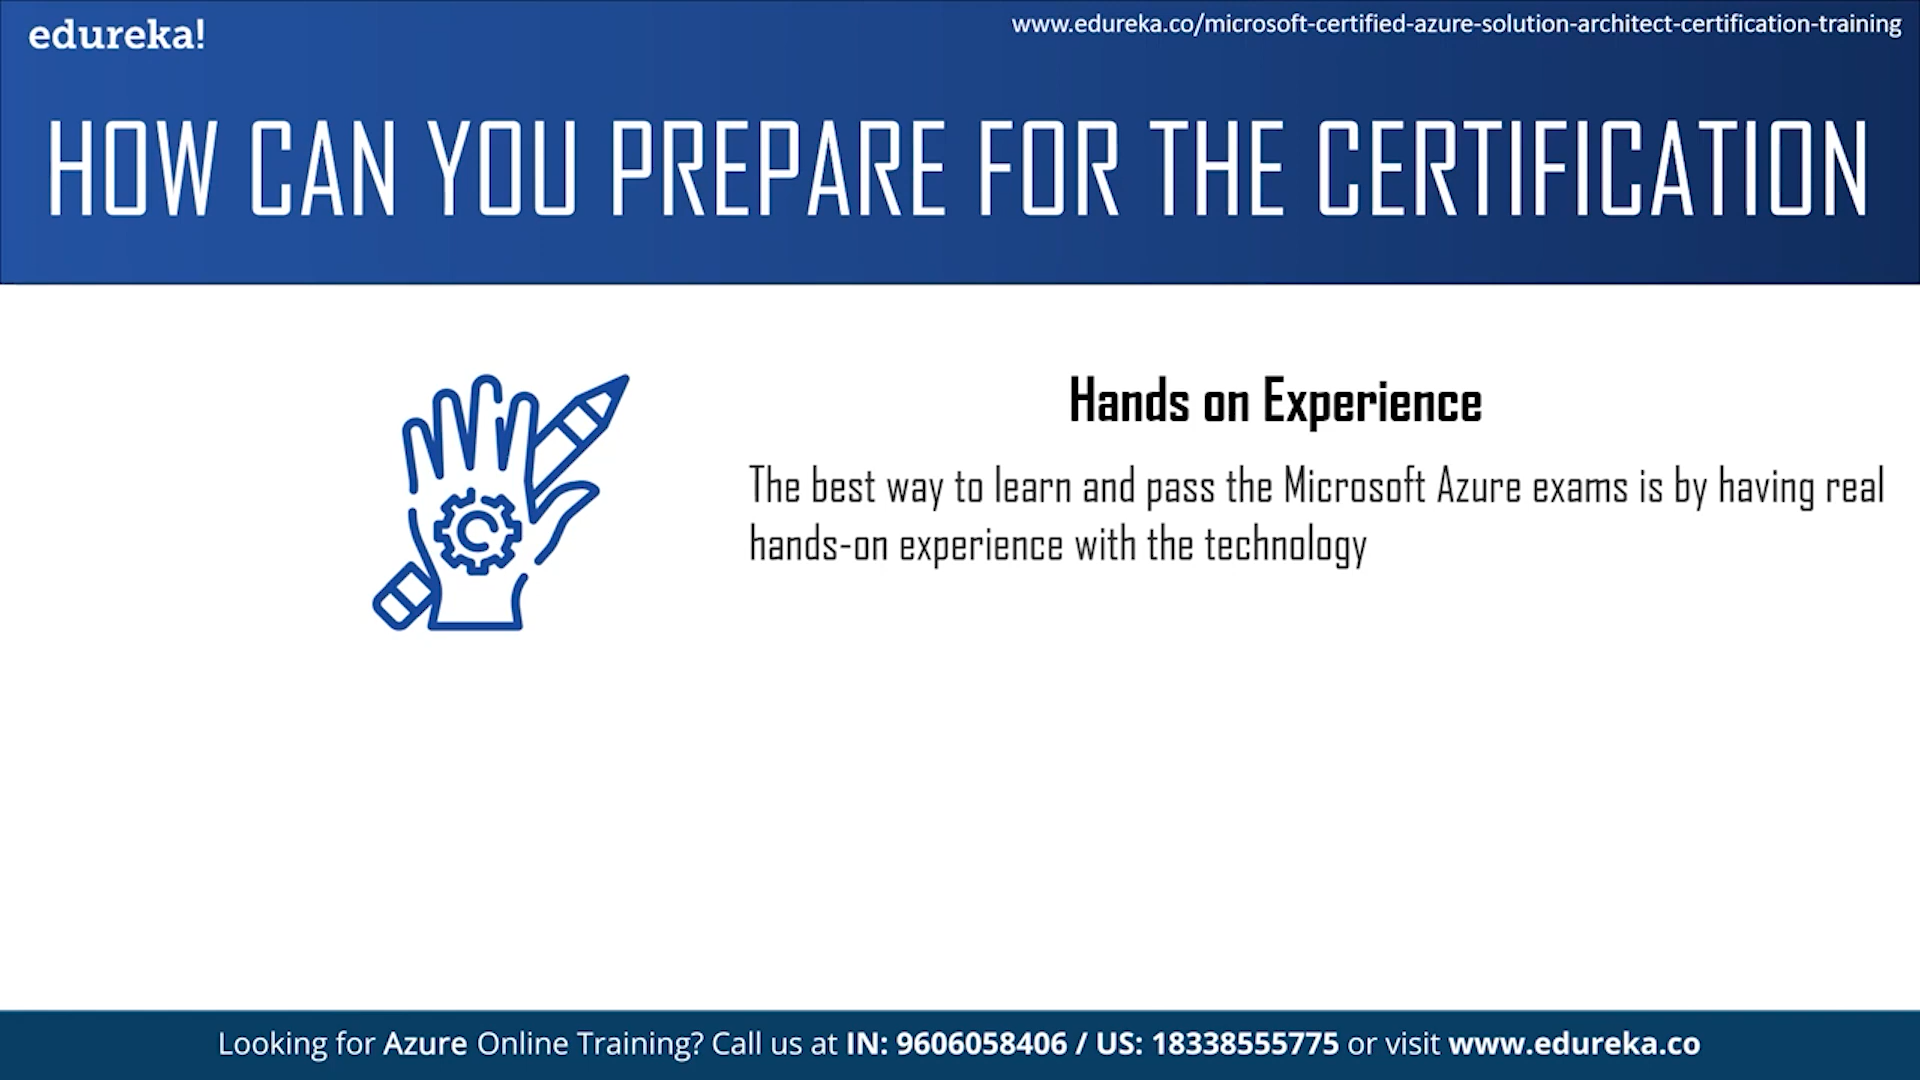 edureka!
www.edureka.co/microsoft-certified-azure-solution-architect-certification-training
HOW CAN YOU PREPARE FOR THE CERTIFICATION
Hands on Experience
The best way to learn and pass the Microsoft Azure exams is by having real
hands-on experience with the technology
Looking for Azure Online Training? Call us at IN: 9606058406 / US: 18338555775 or visit www.edureka.co